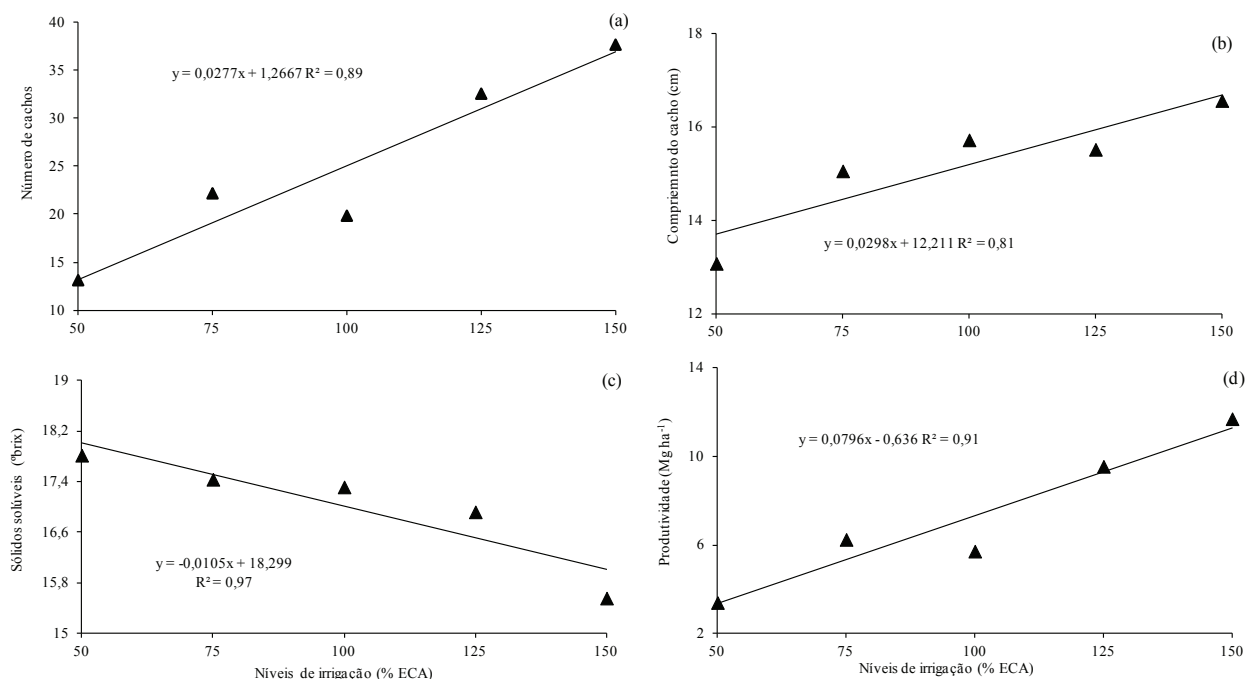 (a)
40
35
30
25
20
15
10
Número de cachos
y = 0,0277x + 1,2667 R² = 0,89
50 75 100 125 150
(b)
18
16
14
12
Compriemnto do cacho (cm)
y = 0,0298x + 12,211 R² = 0,81
50 75 100 125 150
(c)
19
18,2
17,4
16,6
15,8
15
Sólidos solúveis (ºbrix)
y = -0,0105x + 18,299
R² = 0,97
50 75 100 125 150
Níveis de irrigação (% ECA)
(d)
14
10
6
2
Produtividade (Mg ha⁻¹)
y = 0,0796x - 0,636 R² = 0,91
50 75 100 125 150
Níveis de irrigação (% ECA)